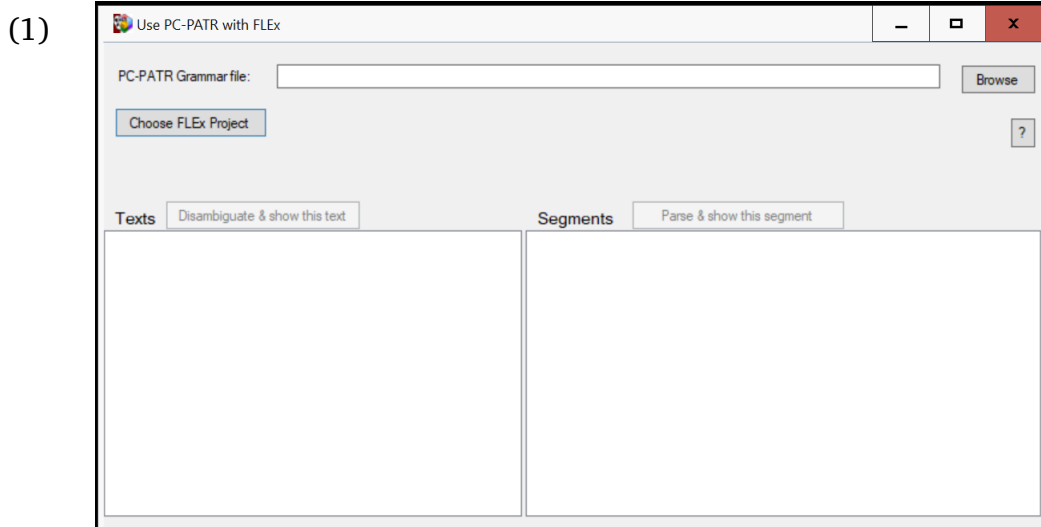 (1)
Use PC-PATR with FLEx
PC-PATR Grammar file:
Browse
Choose FLEx Project
?
Texts Disambiguate & show this text
Segments Parse & show this segment